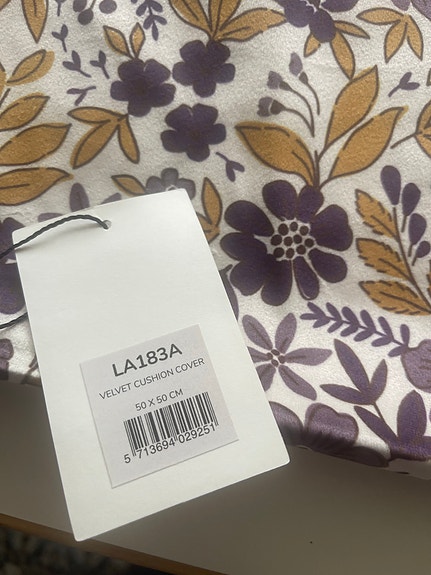 LA183A
VELVET CUSHION COVER
50 X 50 CM
5 713694 029251